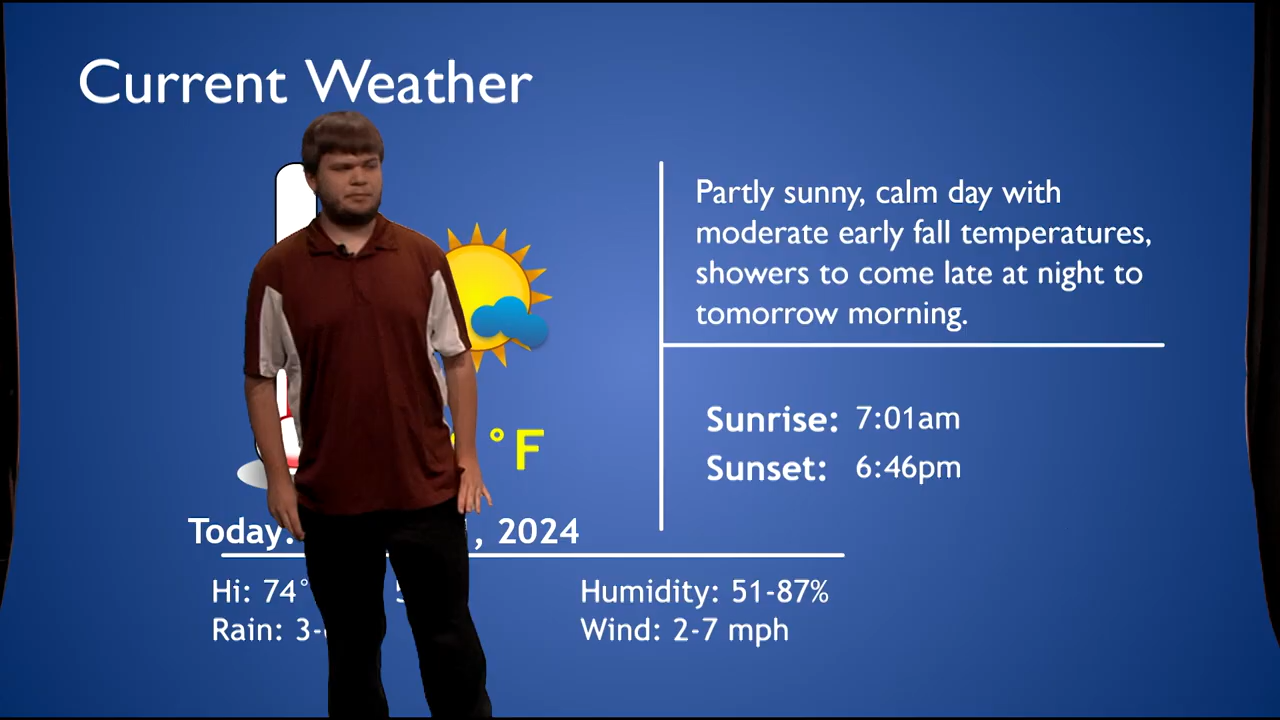 Current Weather
Partly sunny, calm day with
moderate early fall temperatures,
showers to come late at night to
tomorrow morning.
°F
Sunrise: 7:01am
Sunset: 6:46pm
Today: , 2024
Hi: 74° 5
Humidity: 51-87%
Rain: 3-
Wind: 2-7 mph